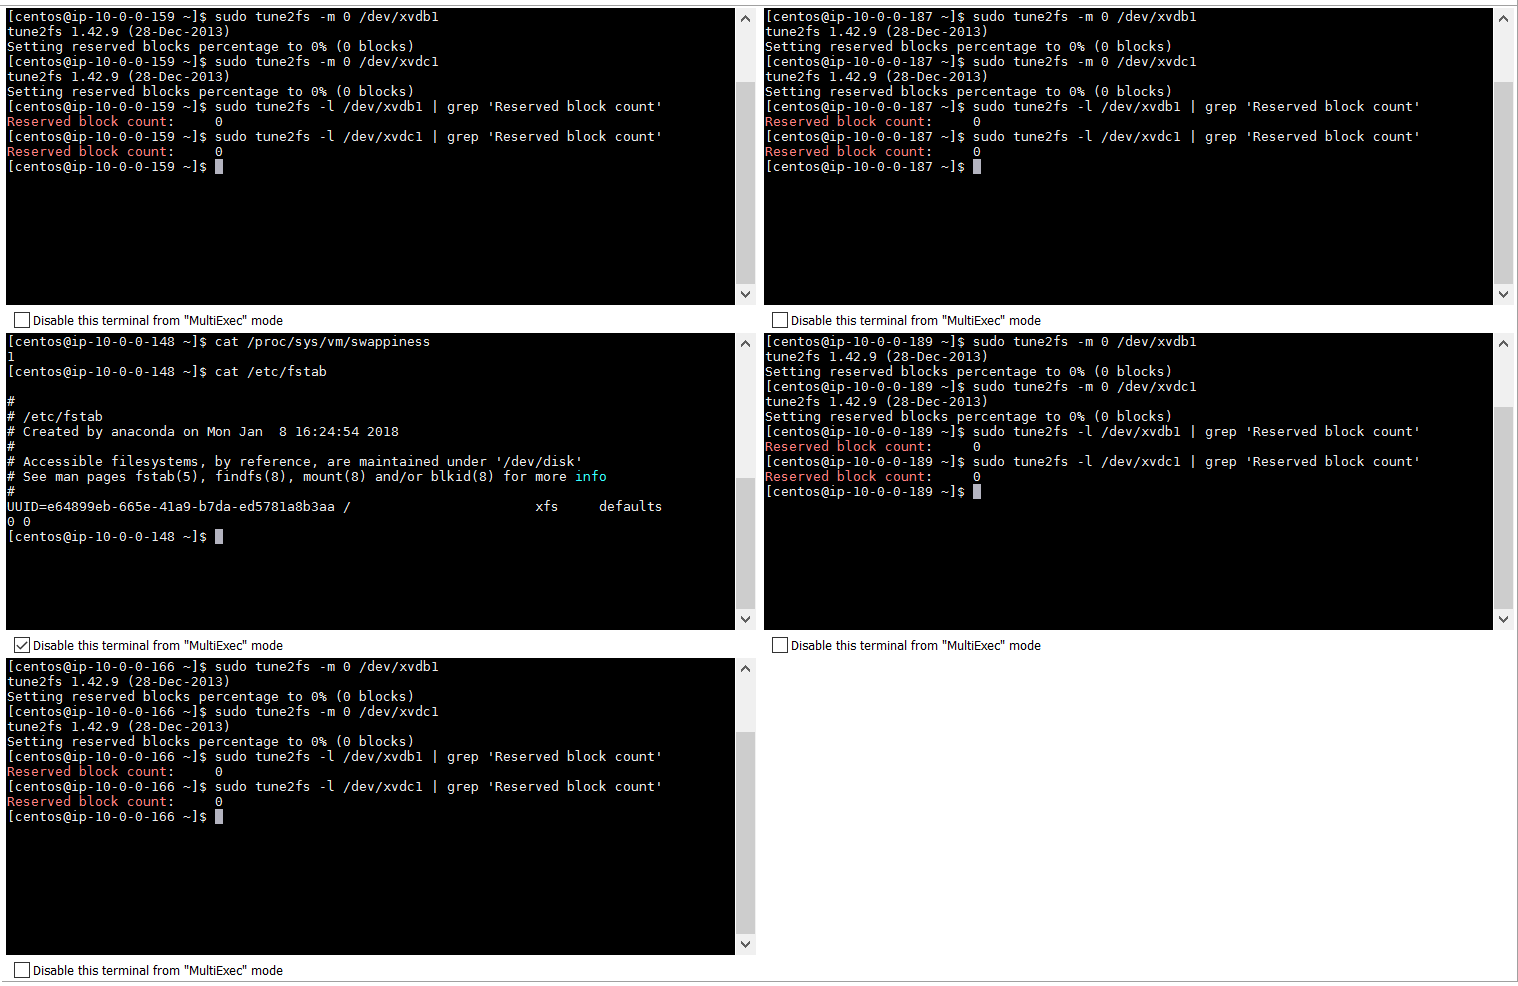 [centos@ip-10-0-0-159 ~]$ sudo tune2fs -m 0 /dev/xvdb1
tune2fs 1.42.9 (28-Dec-2013)
Setting reserved blocks percentage to 0% (0 blocks)
[centos@ip-10-0-0-159 ~]$ sudo tune2fs -m 0 /dev/xvdc1
tune2fs 1.42.9 (28-Dec-2013)
Setting reserved blocks percentage to 0% (0 blocks)
[centos@ip-10-0-0-159 ~]$ sudo tune2fs -l /dev/xvdb1 | grep 'Reserved block count'
Reserved block count:     0
[centos@ip-10-0-0-159 ~]$ sudo tune2fs -l /dev/xvdc1 | grep 'Reserved block count'
Reserved block count:     0
[centos@ip-10-0-0-159 ~]$
Disable this terminal from "MultiExec" mode
[centos@ip-10-0-0-187 ~]$ sudo tune2fs -m 0 /dev/xvdb1
tune2fs 1.42.9 (28-Dec-2013)
Setting reserved blocks percentage to 0% (0 blocks)
[centos@ip-10-0-0-187 ~]$ sudo tune2fs -m 0 /dev/xvdc1
tune2fs 1.42.9 (28-Dec-2013)
Setting reserved blocks percentage to 0% (0 blocks)
[centos@ip-10-0-0-187 ~]$ sudo tune2fs -l /dev/xvdb1 | grep 'Reserved block count'
Reserved block count:     0
[centos@ip-10-0-0-187 ~]$ sudo tune2fs -l /dev/xvdc1 | grep 'Reserved block count'
Reserved block count:     0
[centos@ip-10-0-0-187 ~]$
Disable this terminal from "MultiExec" mode
[centos@ip-10-0-0-148 ~]$ cat /proc/sys/vm/swappiness
1
[centos@ip-10-0-0-148 ~]$ cat /etc/fstab
#
# /etc/fstab
# Created by anaconda on Mon Jan  8 16:24:54 2018
#
# Accessible filesystems, by reference, are maintained under '/dev/disk'
# See man pages fstab(5), findfs(8), mount(8) and/or blkid(8) for more info
#
UUID=e64899eb-665e-41a9-b7da-ed5781a8b3aa /                       xfs     defaults
0 0
[centos@ip-10-0-0-148 ~]$
Disable this terminal from "MultiExec" mode
[centos@ip-10-0-0-189 ~]$ sudo tune2fs -m 0 /dev/xvdb1
tune2fs 1.42.9 (28-Dec-2013)
Setting reserved blocks percentage to 0% (0 blocks)
[centos@ip-10-0-0-189 ~]$ sudo tune2fs -m 0 /dev/xvdc1
tune2fs 1.42.9 (28-Dec-2013)
Setting reserved blocks percentage to 0% (0 blocks)
[centos@ip-10-0-0-189 ~]$ sudo tune2fs -l /dev/xvdb1 | grep 'Reserved block count'
Reserved block count:     0
[centos@ip-10-0-0-189 ~]$ sudo tune2fs -l /dev/xvdc1 | grep 'Reserved block count'
Reserved block count:     0
[centos@ip-10-0-0-189 ~]$
Disable this terminal from "MultiExec" mode
[centos@ip-10-0-0-166 ~]$ sudo tune2fs -m 0 /dev/xvdb1
tune2fs 1.42.9 (28-Dec-2013)
Setting reserved blocks percentage to 0% (0 blocks)
[centos@ip-10-0-0-166 ~]$ sudo tune2fs -m 0 /dev/xvdc1
tune2fs 1.42.9 (28-Dec-2013)
Setting reserved blocks percentage to 0% (0 blocks)
[centos@ip-10-0-0-166 ~]$ sudo tune2fs -l /dev/xvdb1 | grep 'Reserved block count'
Reserved block count:     0
[centos@ip-10-0-0-166 ~]$ sudo tune2fs -l /dev/xvdc1 | grep 'Reserved block count'
Reserved block count:     0
[centos@ip-10-0-0-166 ~]$
Disable this terminal from "MultiExec" mode